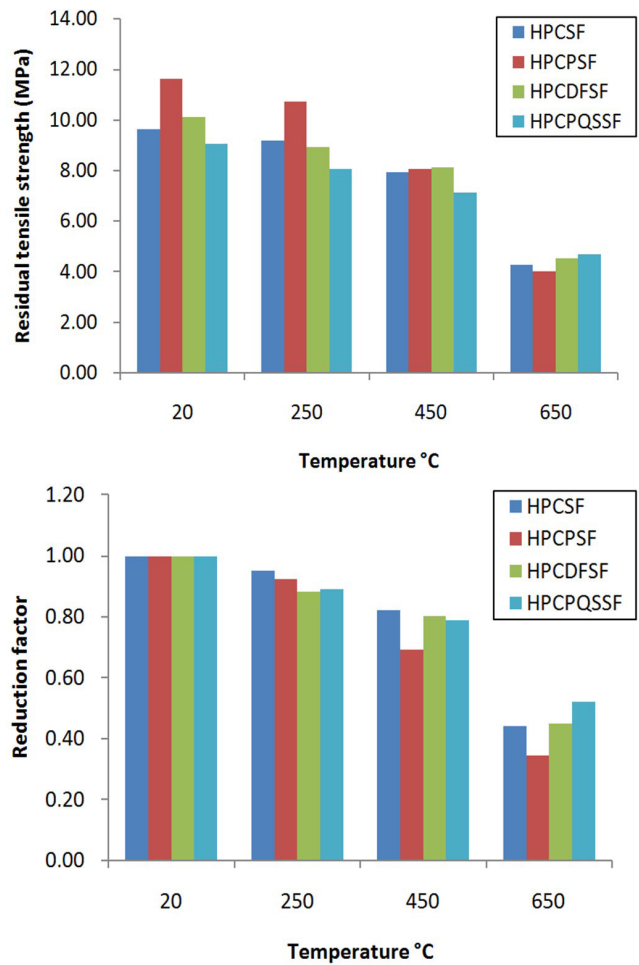 14.00
12.00
10.00
8.00
6.00
4.00
2.00
0.00
Residual tensile strength (MPa)
HPCSF
HPCPSF
HPCDFSF
HPCPQSSF
20 250 450 650
Temperature °C
1.20
1.00
0.80
0.60
0.40
0.20
0.00
Reduction factor
HPCSF
HPCPSF
HPCDFSF
HPCPQSSF
20 250 450 650
Temperature °C